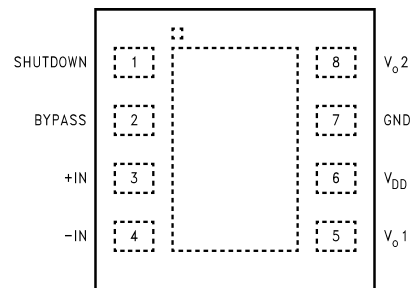 SHUTDOWN 1 8 Vo2
BYPASS 2 7 GND
+IN 3 6 VDD
-IN 4 5 Vo1